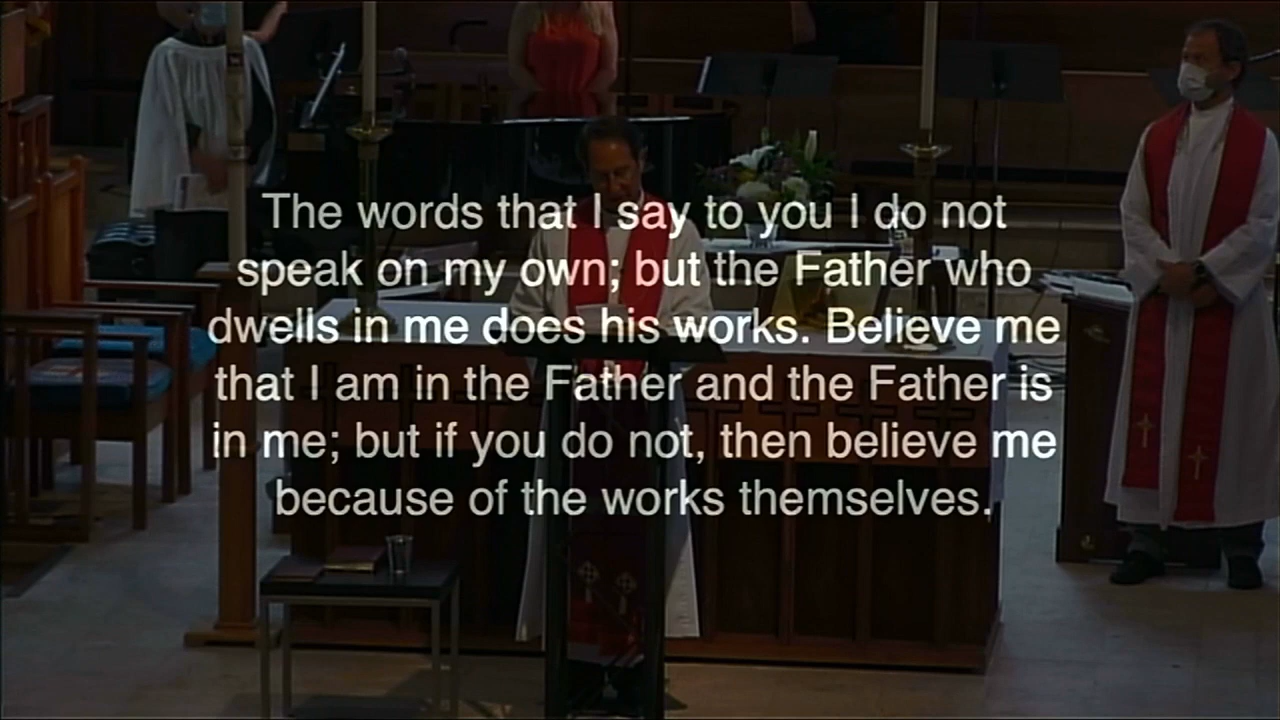 The words that I say to you I do not
speak on my own; but the Father who
dwells in me does his works. Believe me
that I am in the Father and the Father is
in me; but if you do not, then believe me
because of the works themselves.